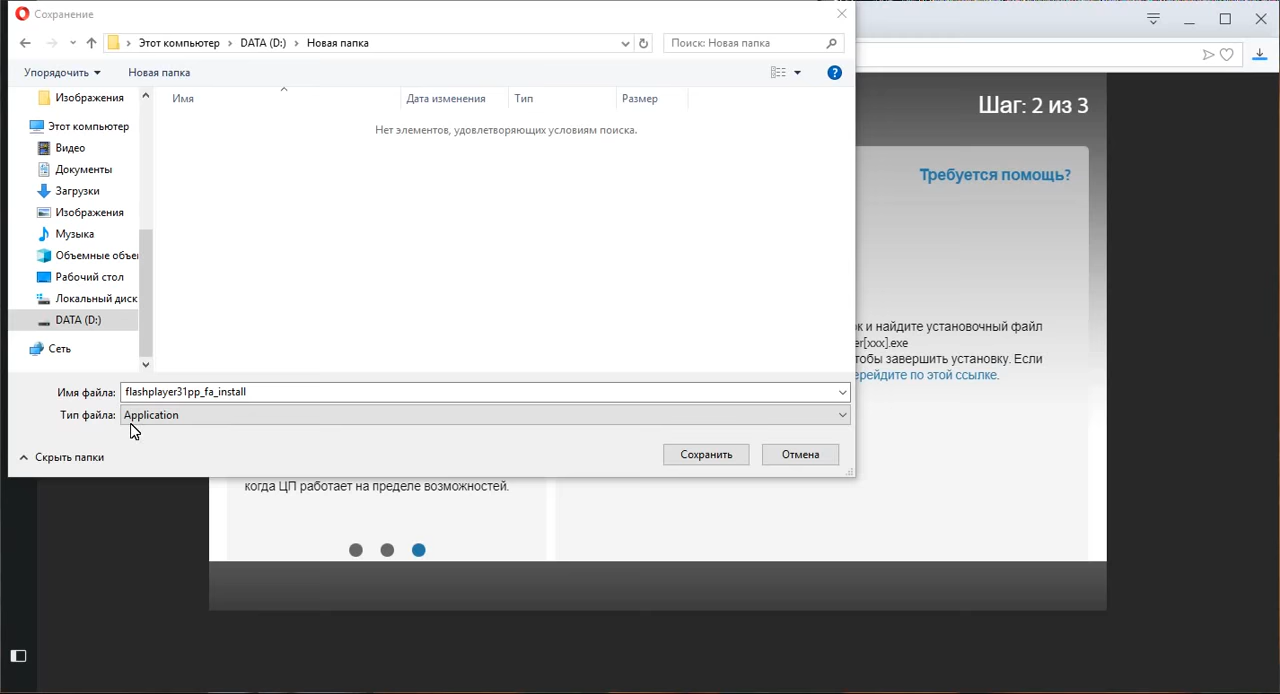 Сохранение
Этот компьютер › DATA (D:) › Новая папка
Поиск: Новая папка
Упорядочить
Новая папка
Изображения
Этот компьютер
Видео
Документы
Загрузки
Изображения
Музыка
Объемные объе
Рабочий стол
Локальный диск
DATA (D:)
Сеть
Имя
Дата изменения
Тип
Размер
Нет элементов, удовлетворяющих условиям поиска.
Имя файла: flashplayer31pp_fa_install
Тип файла: Application
Скрыть папки
Сохранить
Отмена
Шаг: 2 из 3
Требуется помощь?
ок и найдите установочный файл
er[xxx].exe
тобы завершить установку. Если
ерейдите по этой ссылке.
когда ЦП работает на пределе возможностей.